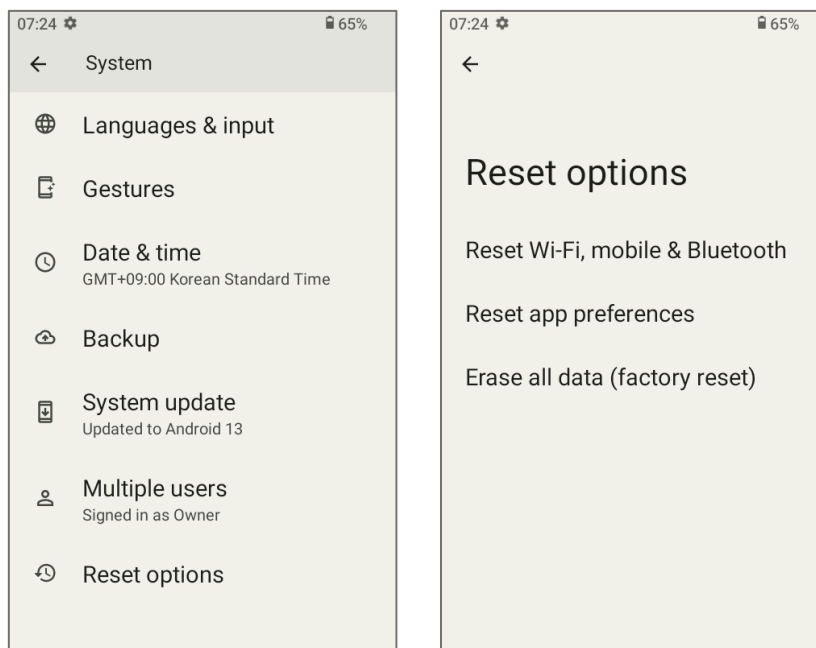 07:24 65%
System
Languages & input
Gestures
Date & time
GMT+09:00 Korean Standard Time
Backup
System update
Updated to Android 13
Multiple users
Signed in as Owner
Reset options
07:24 65%
Reset options
Reset Wi-Fi, mobile & Bluetooth
Reset app preferences
Erase all data (factory reset)